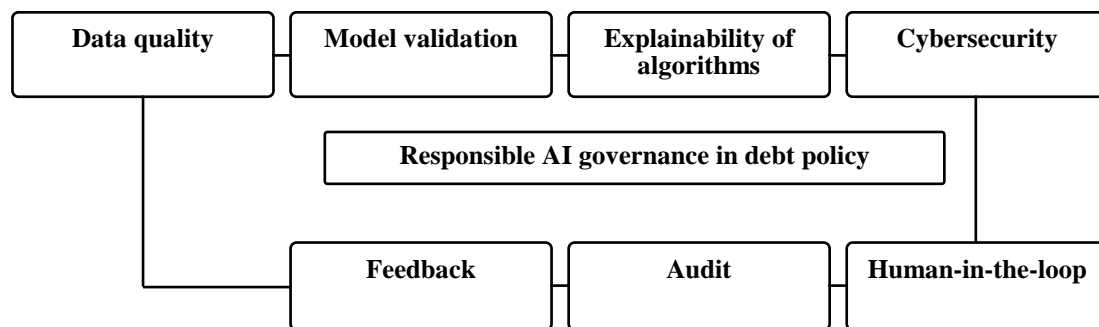 Data quality
Model validation
Explainability of
algorithms
Cybersecurity
Responsible AI governance in debt policy
Feedback
Audit
Human-in-the-loop